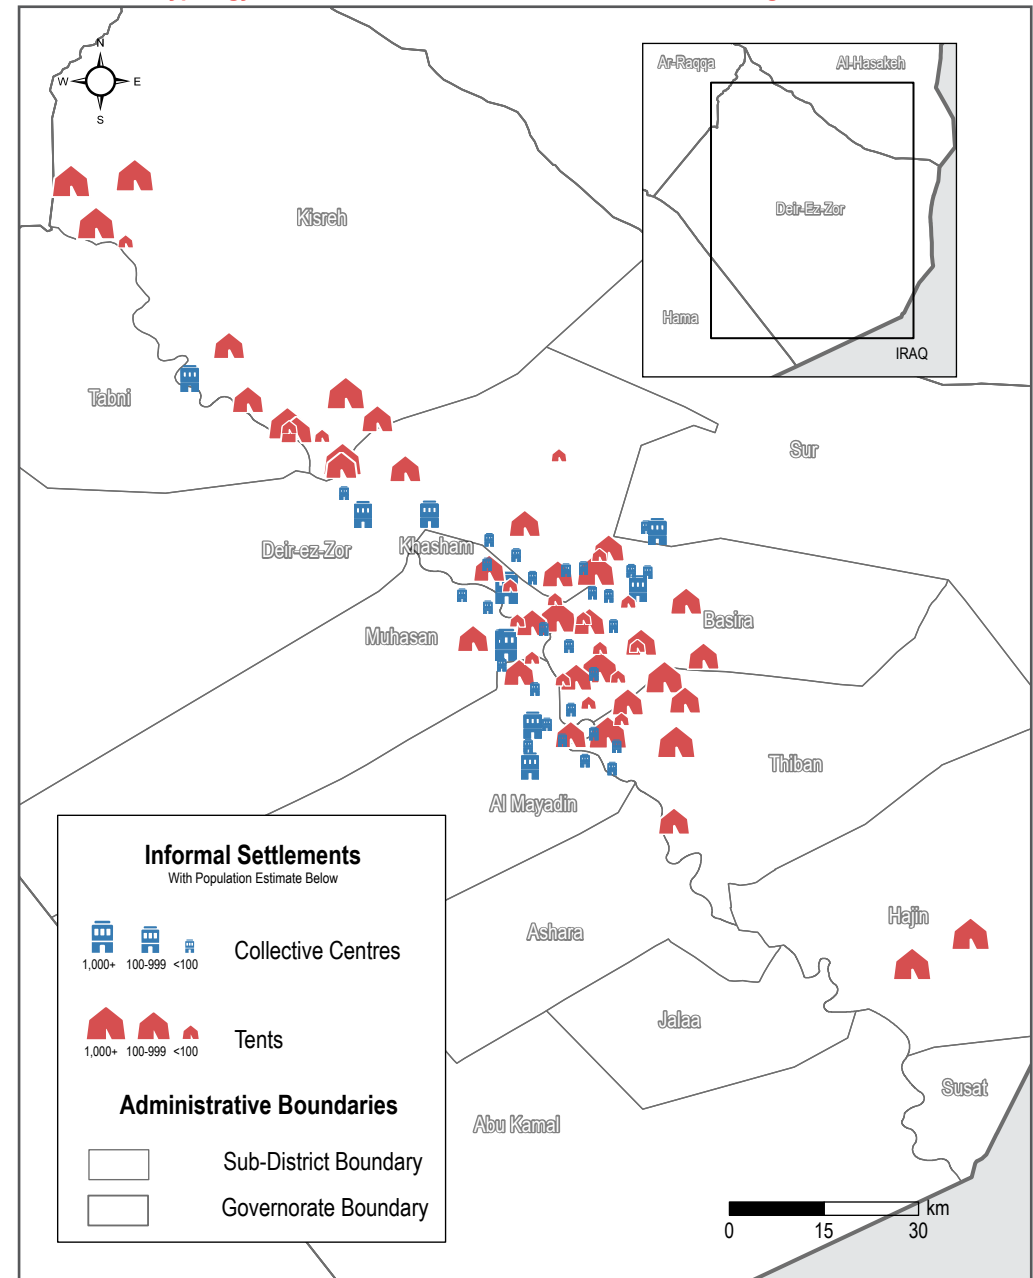 N
W E
S
Ar-Raqqa
Al-Hasakeh
Deir-Ez-Zor
Hama
IRAQ
Kisreh
Tabni
Sur
Deir-ez-Zor
Khasham
Muhasan
Basira
Thiban
Al Mayadin
Ashara
Hajin
Jalaa
Susat
Abu Kamal
Informal Settlements
With Population Estimate Below
1,000+ 100-999 <100
Collective Centres
1,000+ 100-999 <100
Tents
Administrative Boundaries
Sub-District Boundary
Governorate Boundary
km
0 15 30